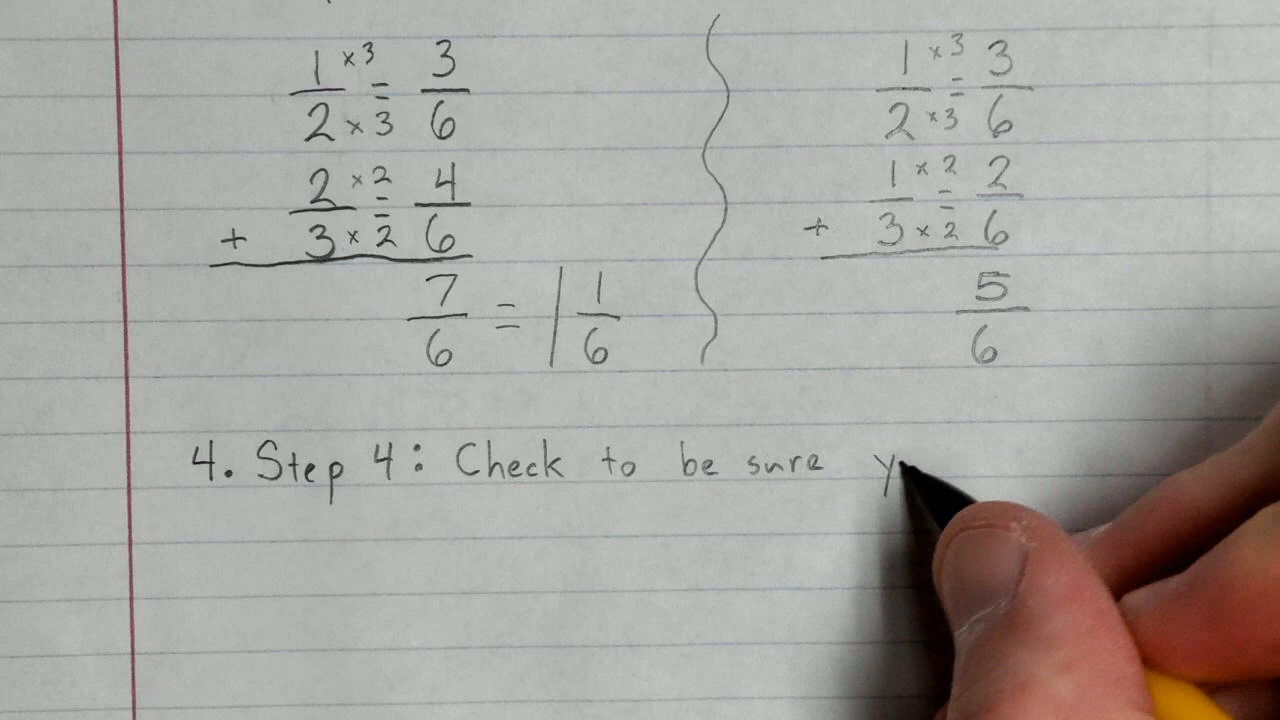 1 × 3 = 3
2 × 3 6
2 × 2 = 4
+ 3 × 2 6
7 = 1 1
6 6
1 × 3 = 3
2 × 3 6
1 × 2 = 2
+ 3 × 2 6
5
6
4. Step 4: Check to be sure y